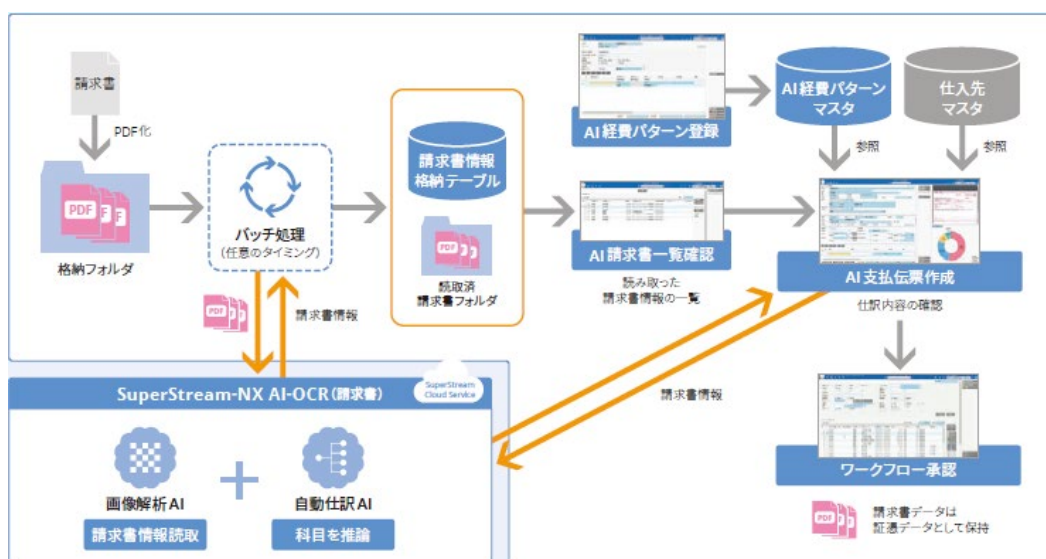 請求書
PDF化
PDF
格納フォルダ
バッチ処理
(任意のタイミング)
請求書情報
格納テーブル
PDF
読取済
請求書フォルダ
AI経費パターン登録
AI経費パターン
マスタ
仕入先
マスタ
参照
参照
AI請求書一覧確認
読み取った
請求書情報の一覧
AI支払伝票作成
仕訳内容の確認
PDF
請求書情報
請求書情報
SuperStream-NX AI-OCR(請求書)
SuperStream
Cloud Service
画像解析AI
請求書情報読取
自動仕訳AI
科目を推論
ワークフロー承認
PDF
請求書データは
証憑データとして保持